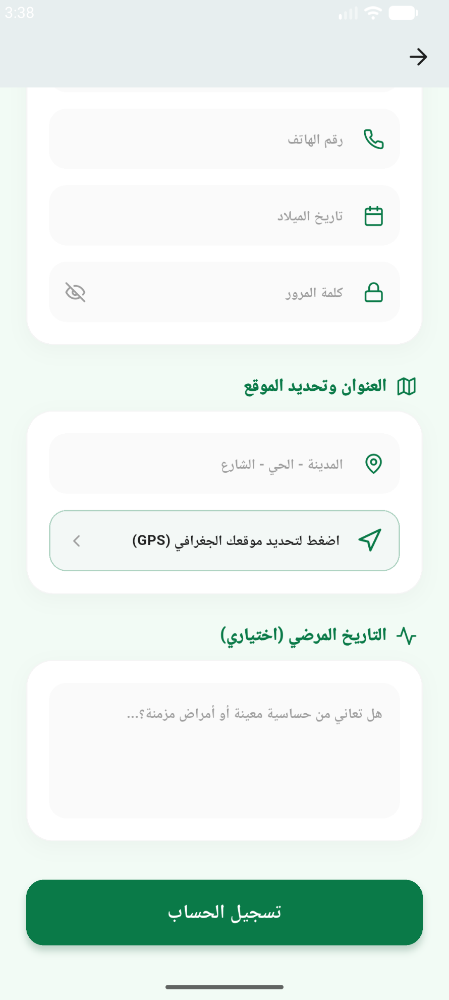 3:38
رقم الهاتف
تاريخ الميلاد
كلمة المرور
العنوان وتحديد الموقع
المدينة - الحي - الشارع
اضغط لتحديد موقعك الجغرافي (GPS)
التاريخ المرضي (اختياري)
هل تعاني من حساسية معينة أو أمراض مزمنة؟...
تسجيل الحساب